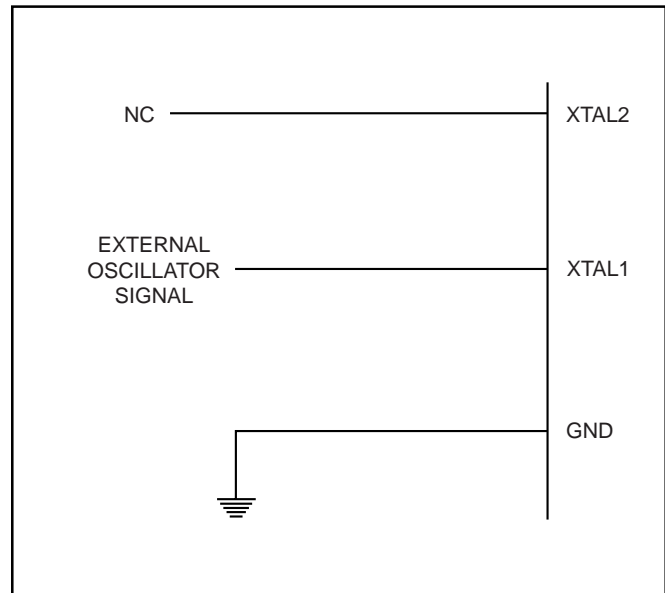 NC
XTAL2
EXTERNAL
OSCILLATOR
SIGNAL
XTAL1
GND